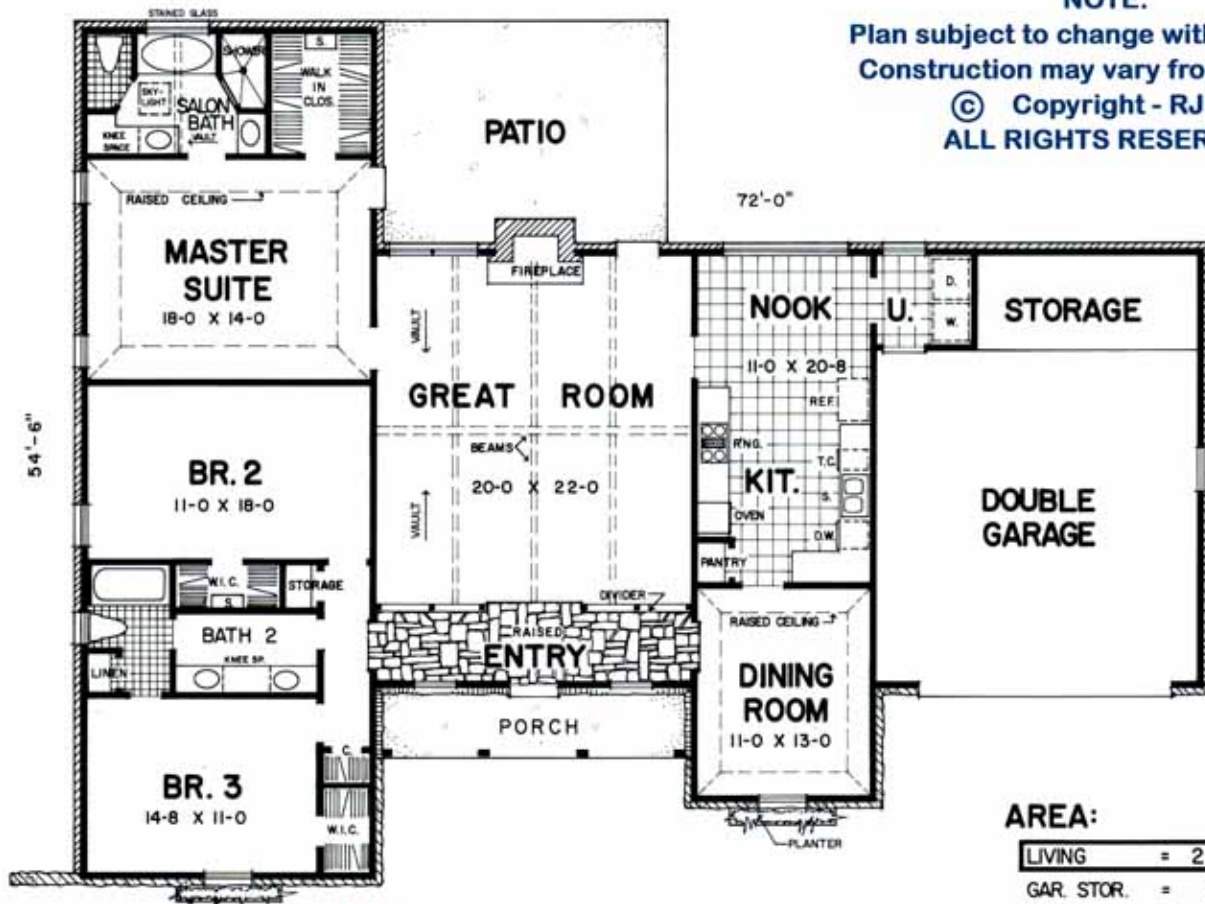 STAINED GLASS
NOTE:
Plan subject to change with
Construction may vary fro
© Copyright - RJ
ALL RIGHTS RESER
SHOWER
S.
WALK
IN
CLOS.
SKY-
LIGHT
SALON
BATH
VAULT
KNEE
SPACE
PATIO
72'-0"
RAISED CEILING
MASTER
SUITE
18-0 X 14-0
FIREPLACE
VAULT
NOOK
U.
D.
W.
STORAGE
11-0 X 20-8
GREAT ROOM
REF.
54'-6"
BEAMS
R'NG.
T.C.
BR. 2
11-0 X 18-0
20-0 X 22-0
KIT.
S.
VAULT
OVEN
D.W.
DOUBLE
GARAGE
PANTRY
W.I.C.
S.
STORAGE
DIVIDER
BATH 2
RAISED
ENTRY
RAISED CEILING
LINEN
KNEE SP.
DINING
ROOM
11-0 X 13-0
PORCH
C.
BR. 3
14-8 X 11-0
W.I.C.
PLANTER
AREA:
LIVING = 2
GAR. STOR. =